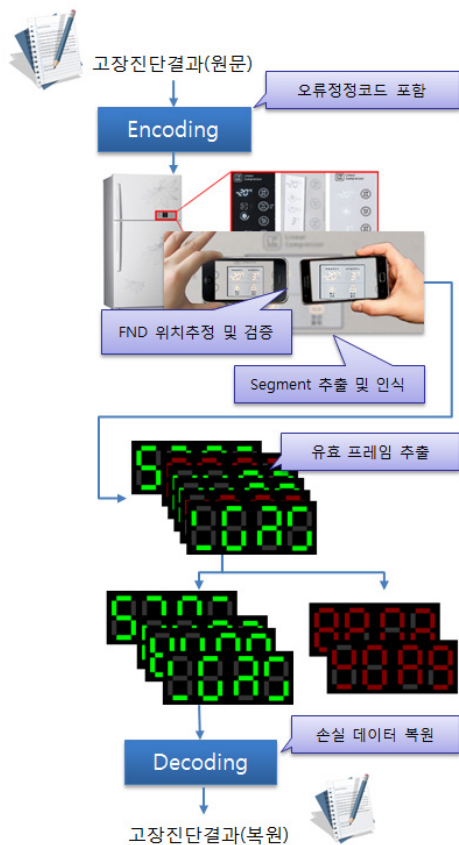 고장진단결과(원문)
오류정정코드 포함
Encoding
FND 위치추정 및 검증
Segment 추출 및 인식
유효 프레임 추출
손실 데이터 복원
Decoding
고장진단결과(복원)